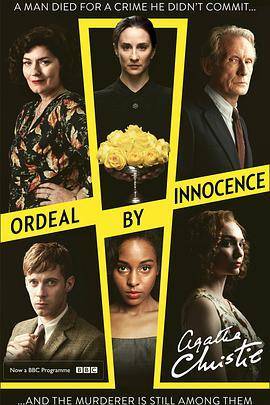 A MAN DIED FOR A CRIME HE DIDN'T COMMIT...
ORDEAL BY INNOCENCE
Agatha
Christie
Now a BBC Programme BBC
...AND THE MURDERER IS STILL AMONG THEM